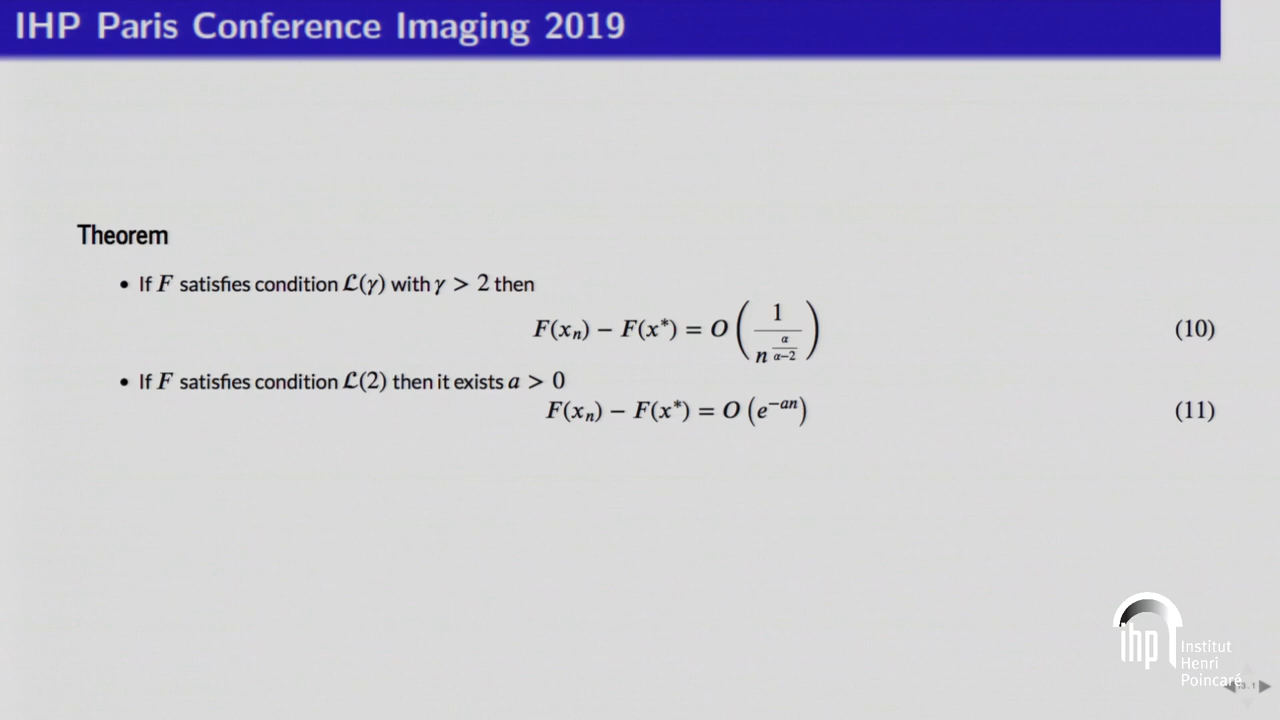 IHP Paris Conference Imaging 2019
Theorem
• If F satisfies condition ℒ(γ) with γ > 2 then
F(xₙ) − F(x*) = O ( 1 / n^(α/(α−2)) ) (10)
• If F satisfies condition ℒ(2) then it exists a > 0
F(xₙ) − F(x*) = O (e^(−an)) (11)
ihp Institut
Henri
Poincaré